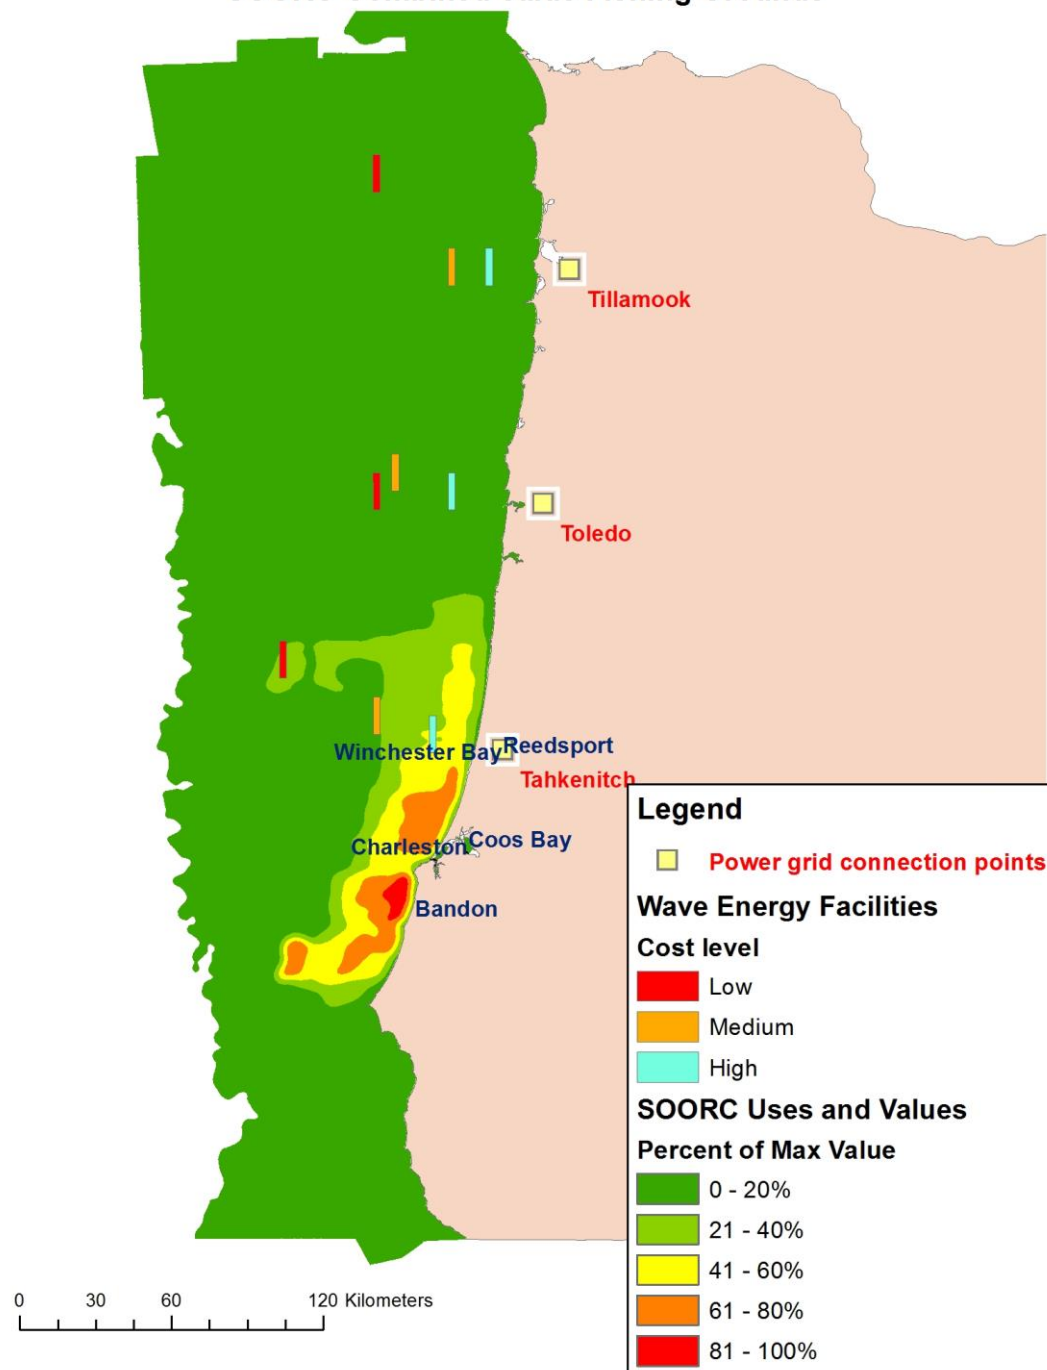 Tillamook
Toledo
Winchester Bay
Reedsport
Tahkenitch
Charleston
Coos Bay
Bandon
Legend
Power grid connection points
Wave Energy Facilities
Cost level
Low
Medium
High
SOORC Uses and Values
Percent of Max Value
0 - 20%
21 - 40%
41 - 60%
61 - 80%
81 - 100%
0 30 60 120 Kilometers